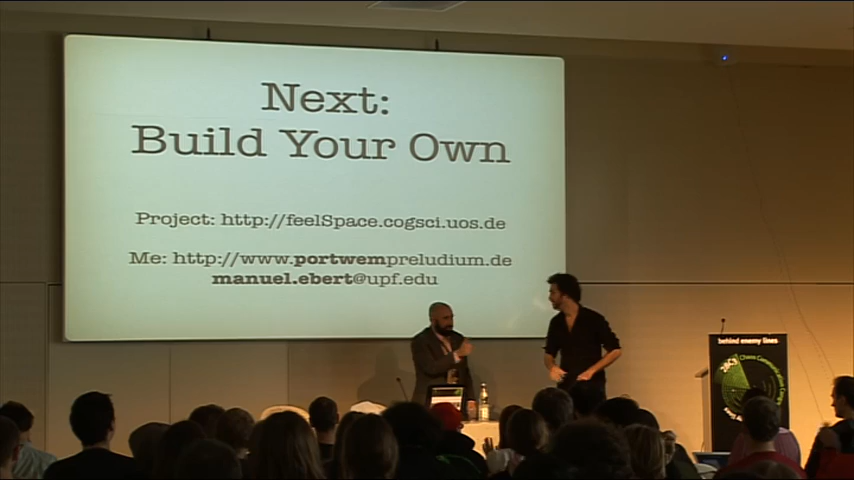 Next:
Build Your Own
Project: http://feelSpace.cogsci.uos.de
Me: http://www.portwempreludium.de
manuel.ebert@upf.edu
behind enemy lines
26C3